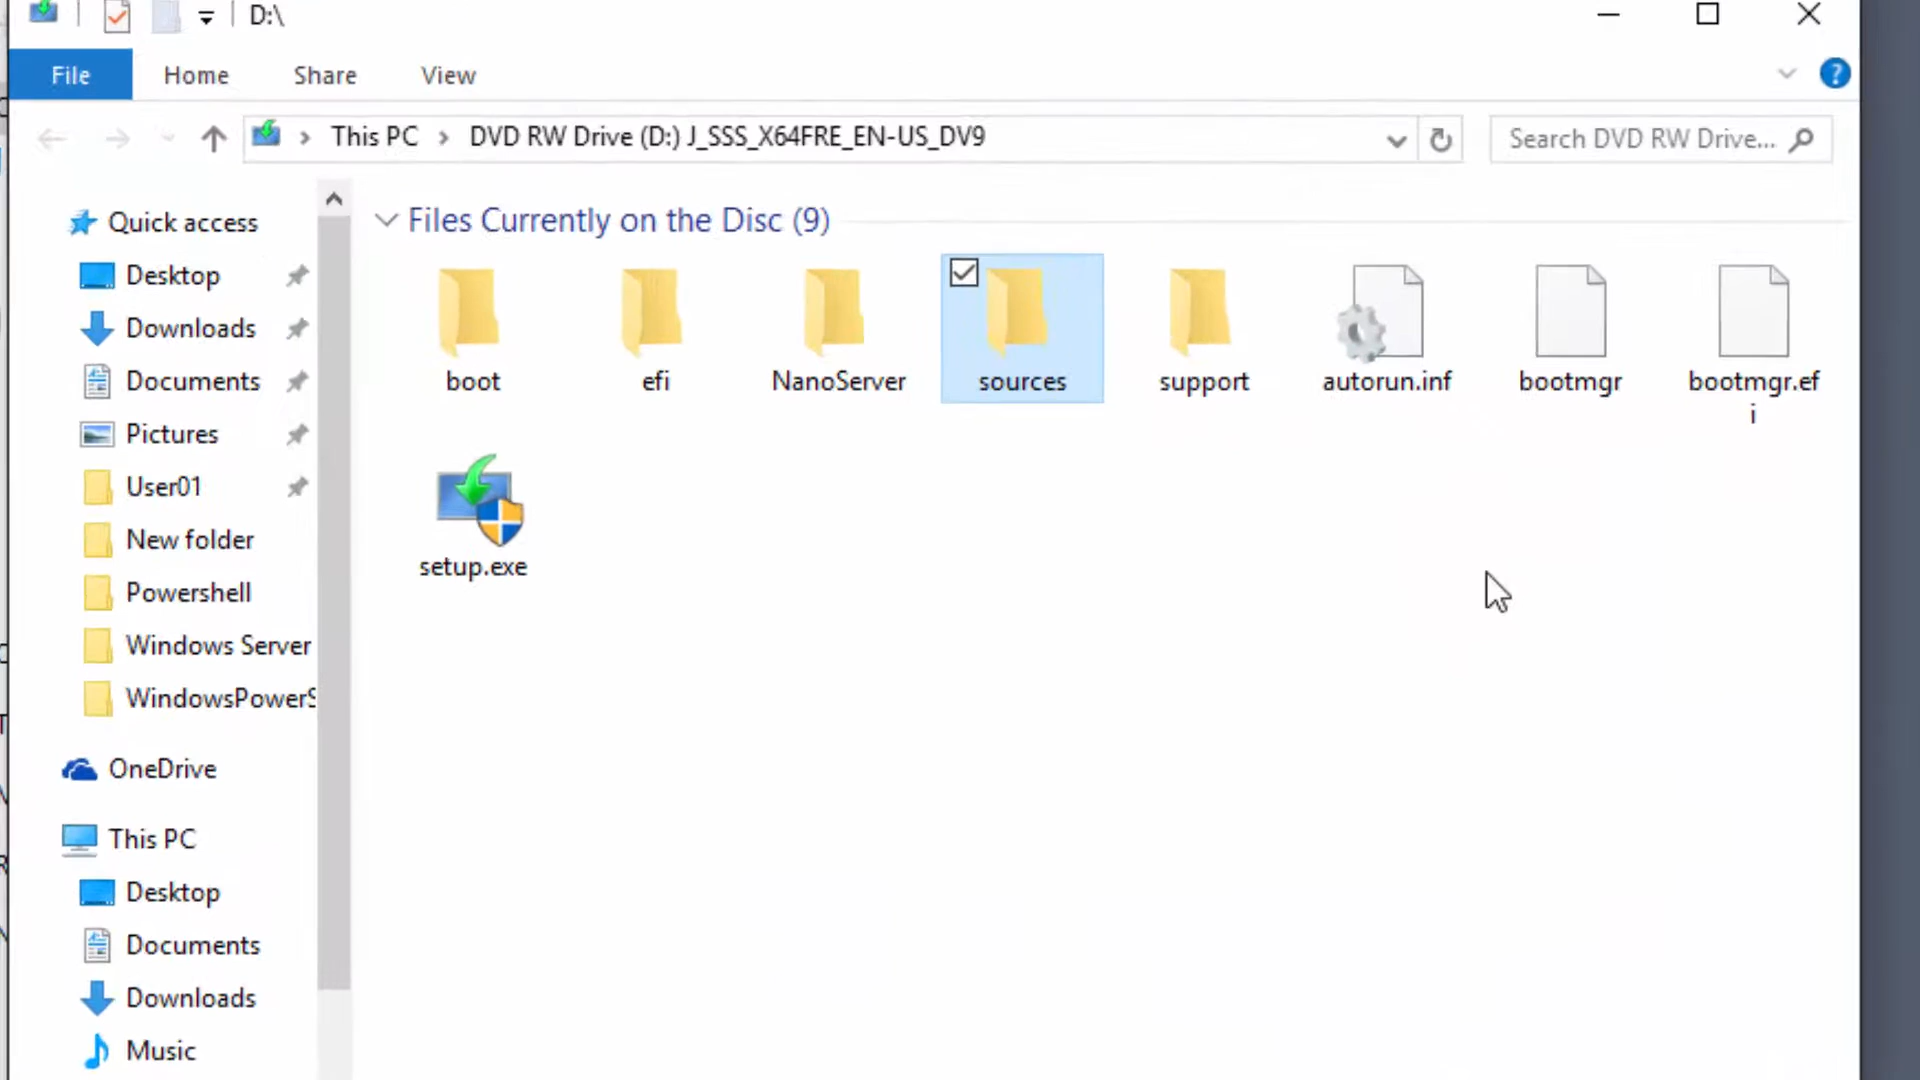 D:\
File Home Share View
This PC DVD RW Drive (D:) J_SSS_X64FRE_EN-US_DV9
Search DVD RW Drive...
Quick access
Desktop
Downloads
Documents
Pictures
User01
New folder
Powershell
Windows Server
WindowsPowerS
OneDrive
This PC
Desktop
Documents
Downloads
Music
Files Currently on the Disc (9)
boot efi NanoServer sources support autorun.inf bootmgr bootmgr.ef
i
setup.exe